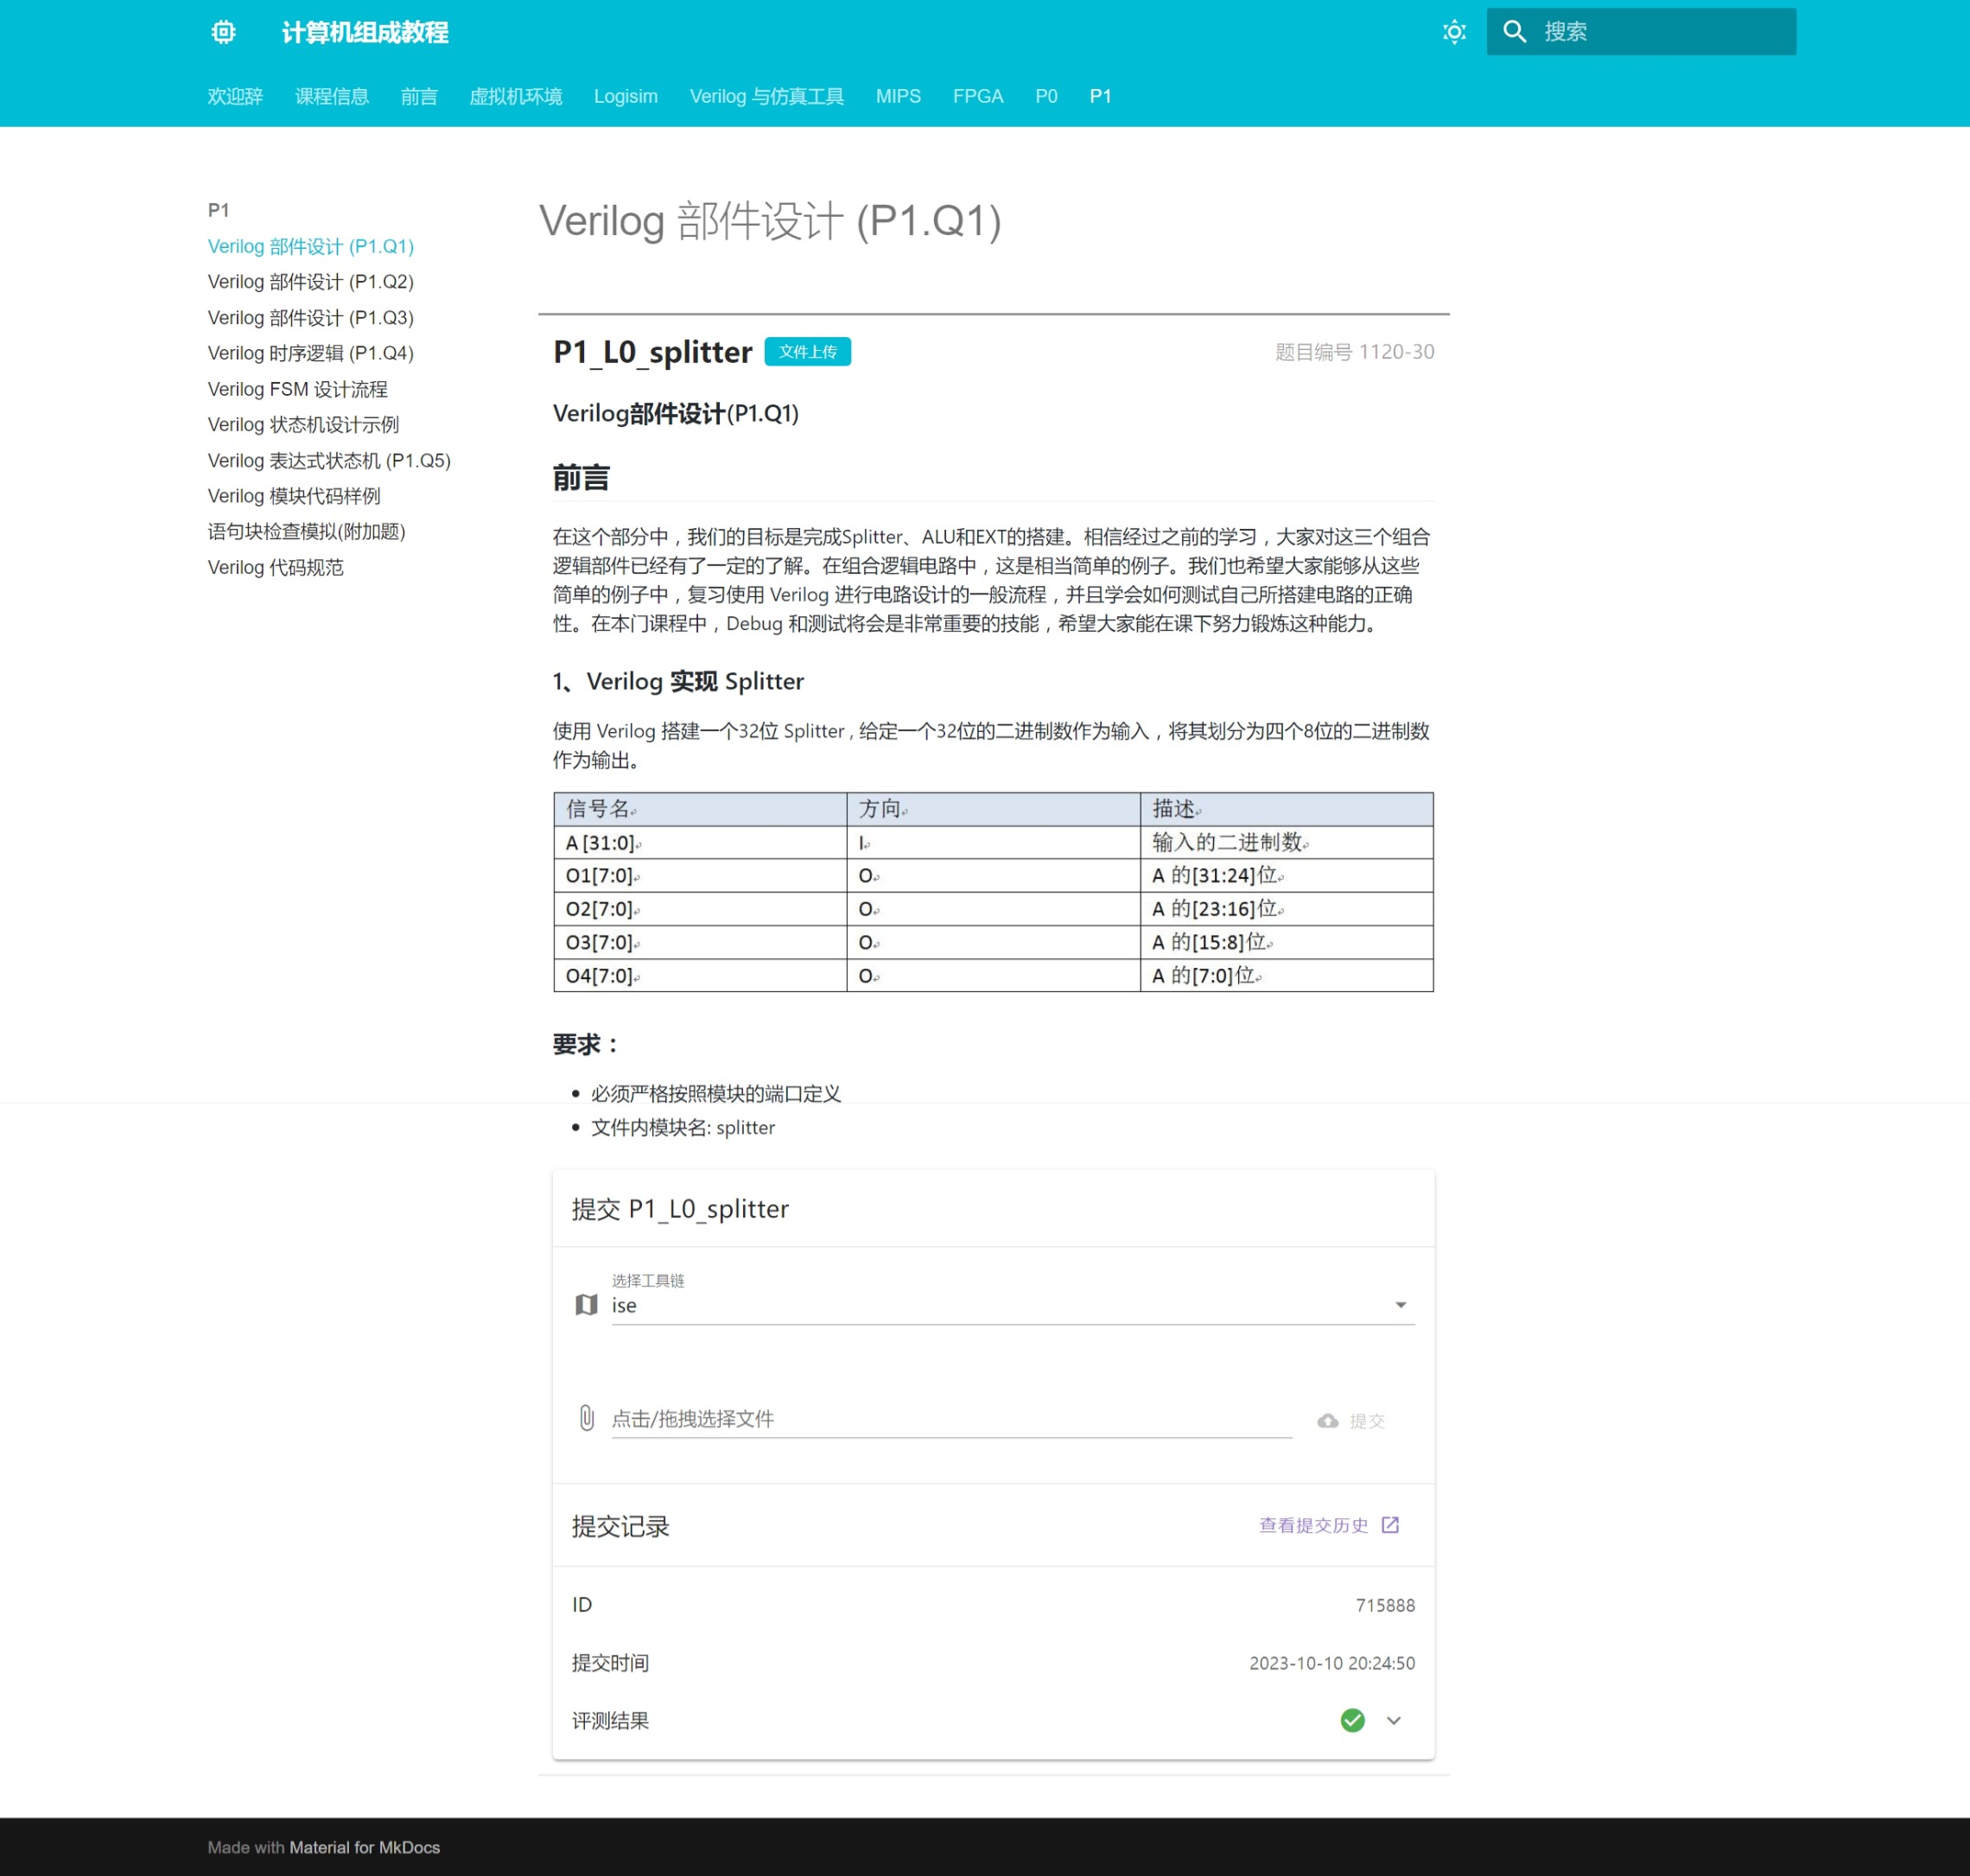 计算机组成教程
搜索
欢迎辞 课程信息 前言 虚拟机环境 Logisim Verilog 与仿真工具 MIPS FPGA P0 P1
P1
Verilog 部件设计 (P1.Q1)
Verilog 部件设计 (P1.Q2)
Verilog 部件设计 (P1.Q3)
Verilog 时序逻辑 (P1.Q4)
Verilog FSM 设计流程
Verilog 状态机设计示例
Verilog 表达式状态机 (P1.Q5)
Verilog 模块代码样例
语句块检查模拟(附加题)
Verilog 代码规范
Verilog 部件设计 (P1.Q1)
P1_L0_splitter 文件上传 题目编号 1120-30
Verilog部件设计(P1.Q1)
前言
在这个部分中，我们的目标是完成Splitter、ALU和EXT的搭建。相信经过之前的学习，大家对这三个组合
逻辑部件已经有了一定的了解。在组合逻辑电路中，这是相当简单的例子。我们也希望大家能够从这些
简单的例子中，复习使用 Verilog 进行电路设计的一般流程，并且学会如何测试自己所搭建电路的正确
性。在本门课程中，Debug 和测试将会是非常重要的技能，希望大家能在课下努力锻炼这种能力。
1、Verilog 实现 Splitter
使用 Verilog 搭建一个32位 Splitter , 给定一个32位的二进制数作为输入，将其划分为四个8位的二进制数
作为输出。
信号名 方向 描述
A [31:0] I 输入的二进制数
O1[7:0] O A 的[31:24]位
O2[7:0] O A 的[23:16]位
O3[7:0] O A 的[15:8]位
O4[7:0] O A 的[7:0]位
要求：
• 必须严格按照模块的端口定义
• 文件内模块名: splitter
提交 P1_L0_splitter
选择工具链
ise
点击/拖拽选择文件 提交
提交记录 查看提交历史
ID 715888
提交时间 2023-10-10 20:24:50
评测结果
Made with Material for MkDocs